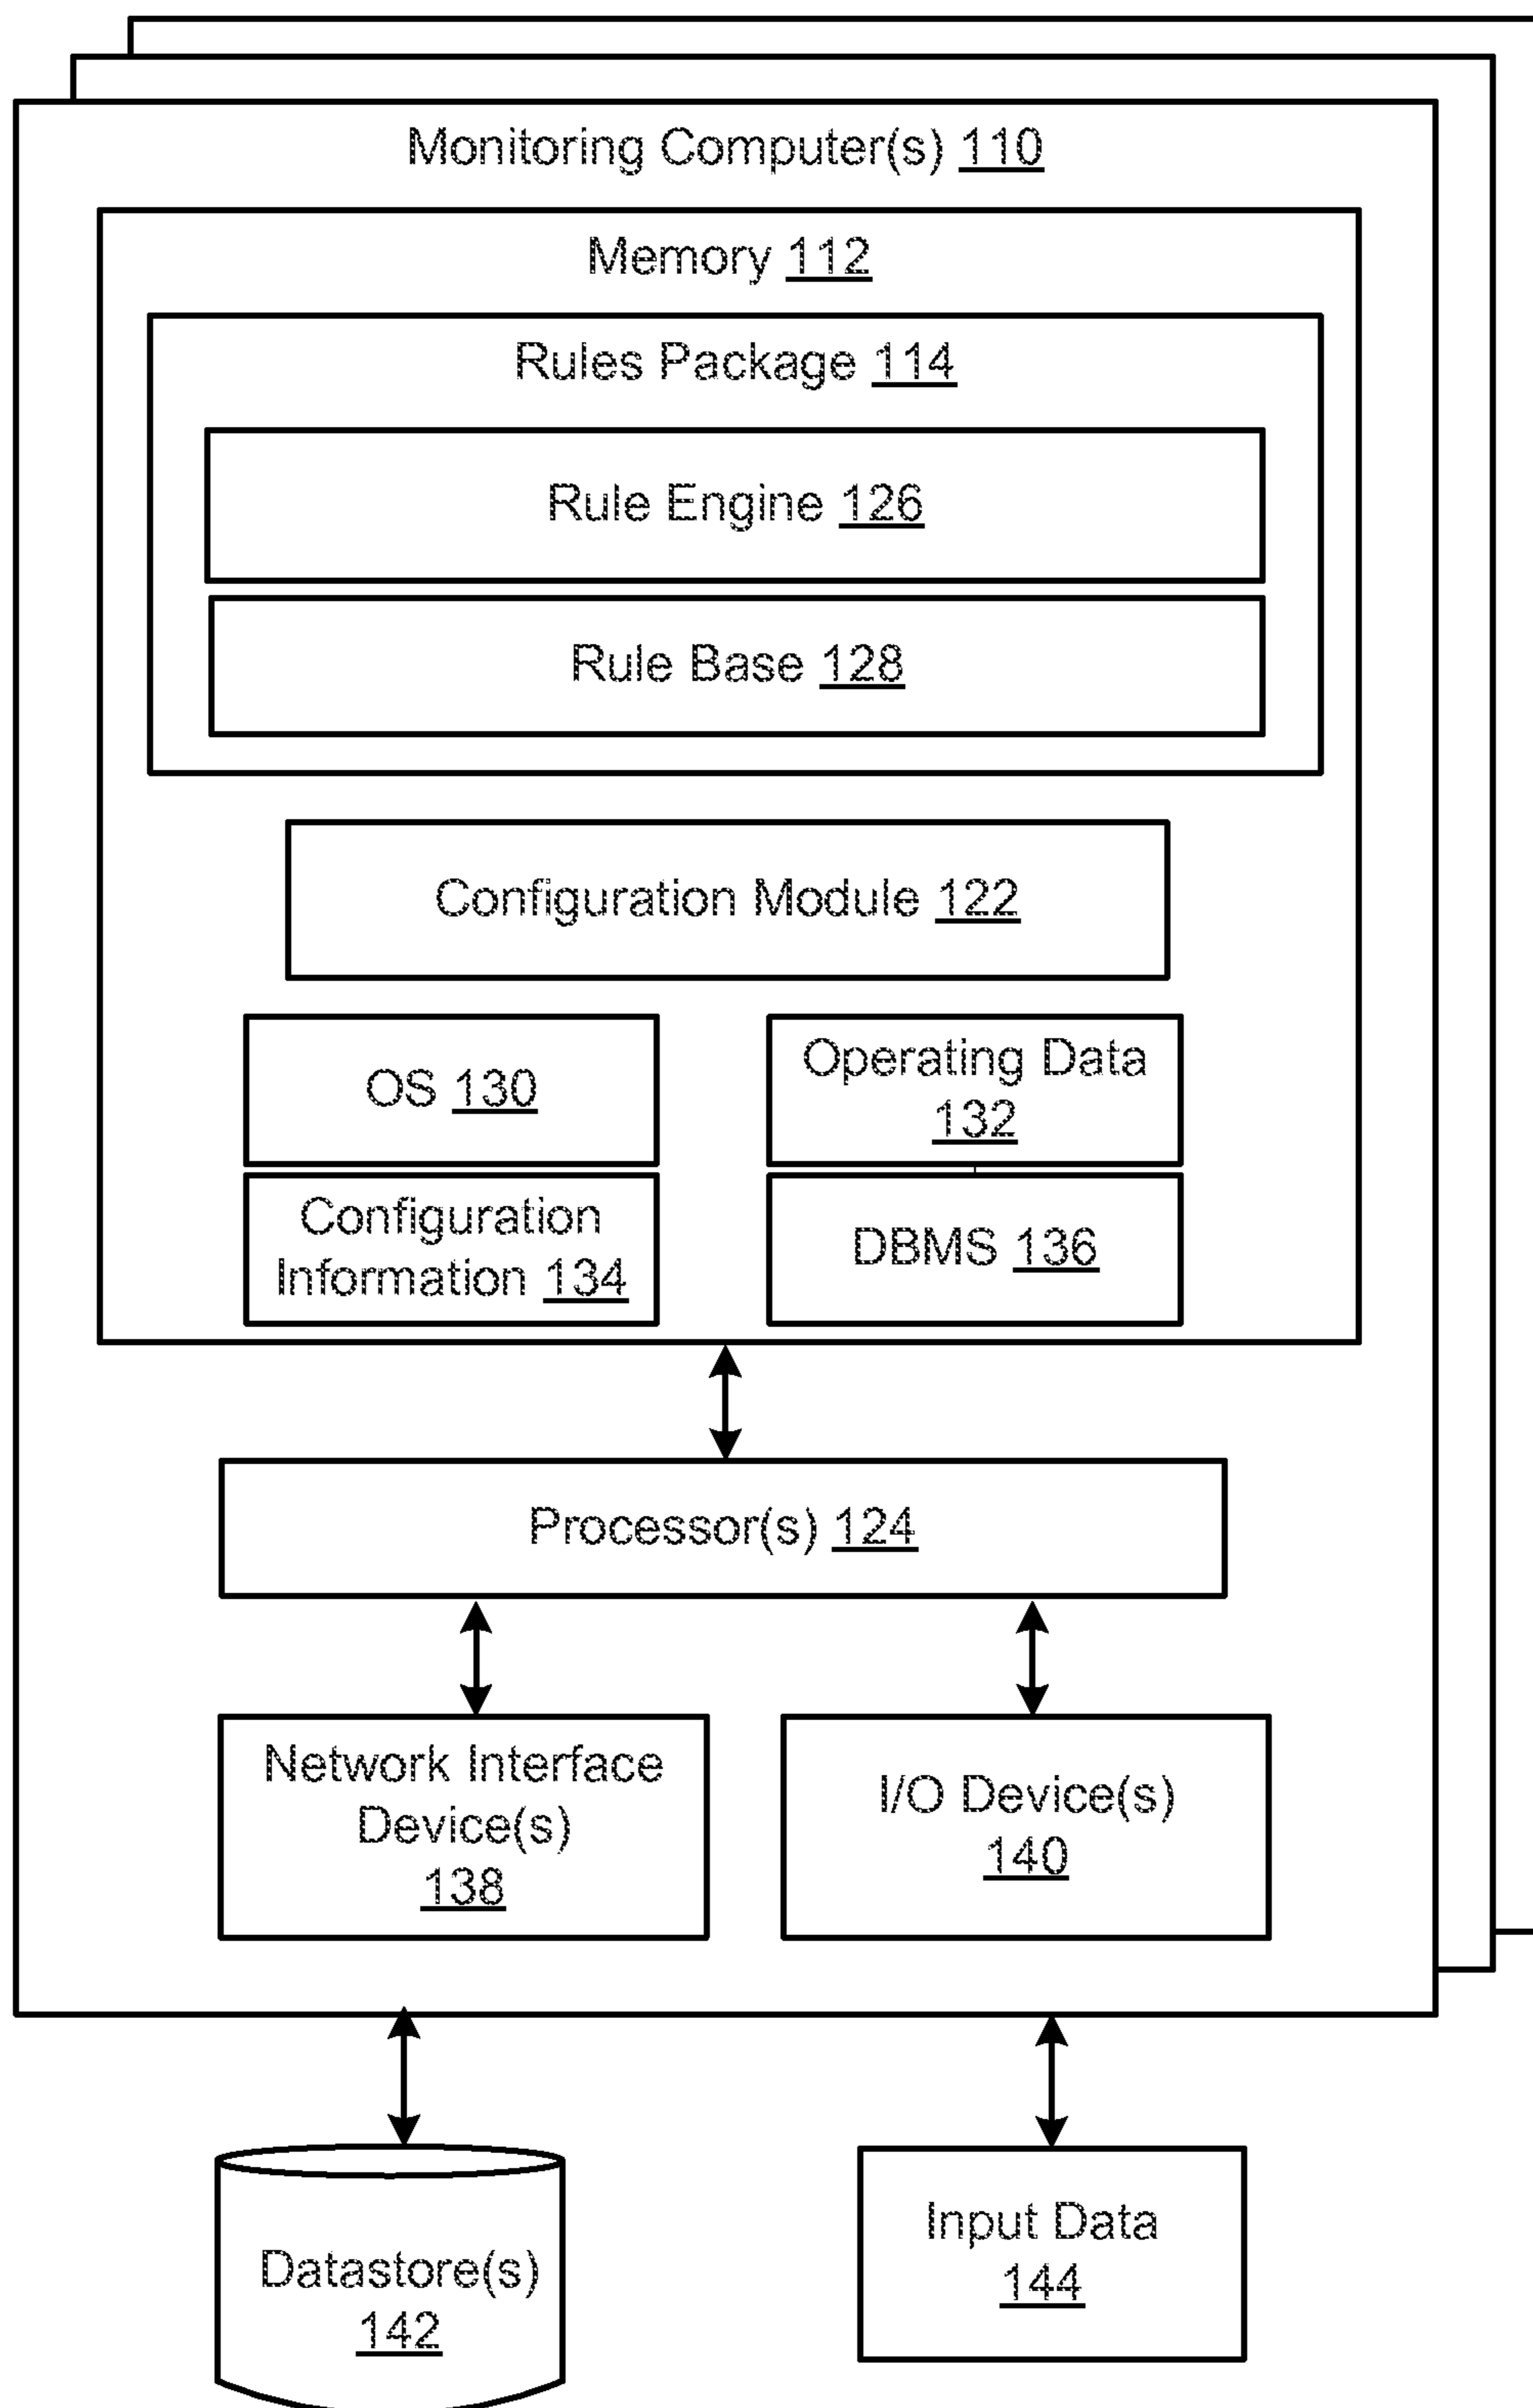 Monitoring Computer(s) 110
Memory 112
Rules Package 114
Rule Engine 126
Rule Base 128
Configuration Module 122
OS 130
Operating Data
132
Configuration
Information 134
DBMS 136
Processor(s) 124
Network Interface
Device(s)
138
I/O Device(s)
140
Datastore(s)
142
Input Data
144